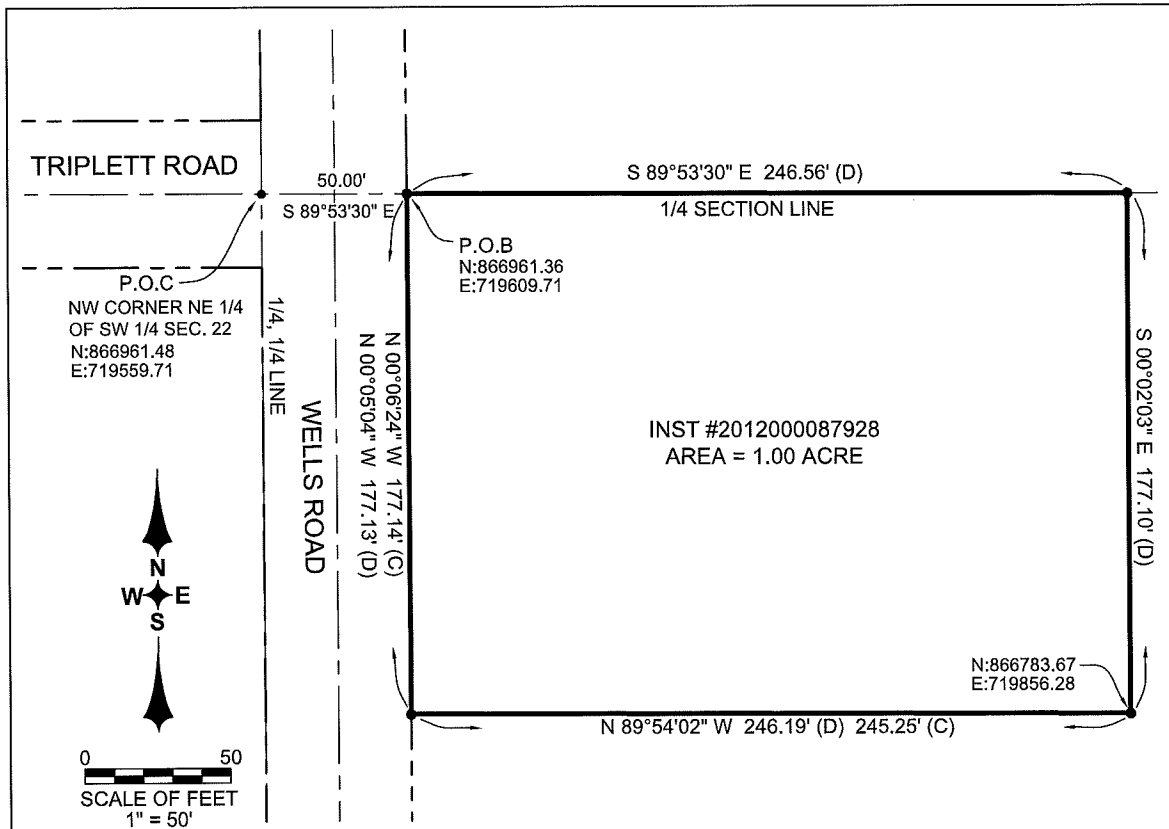 TRIPLETT ROAD
50.00'
S 89°53'30" E
S 89°53'30" E 246.56' (D)
1/4 SECTION LINE
P.O.B
N:866961.36
E:719609.71
P.O.C
NW CORNER NE 1/4
OF SW 1/4 SEC. 22
N:866961.48
E:719559.71
1/4, 1/4 LINE
WELLS ROAD
N 00°06'24" W 177.14' (C)
N 00°05'04" W 177.13' (D)
INST #2012000087928
AREA = 1.00 ACRE
S 00°02'03" E 177.10' (D)
N:866783.67
E:719856.28
N 89°54'02" W 246.19' (D) 245.25' (C)
N
W E
S
0 50
SCALE OF FEET
1" = 50'